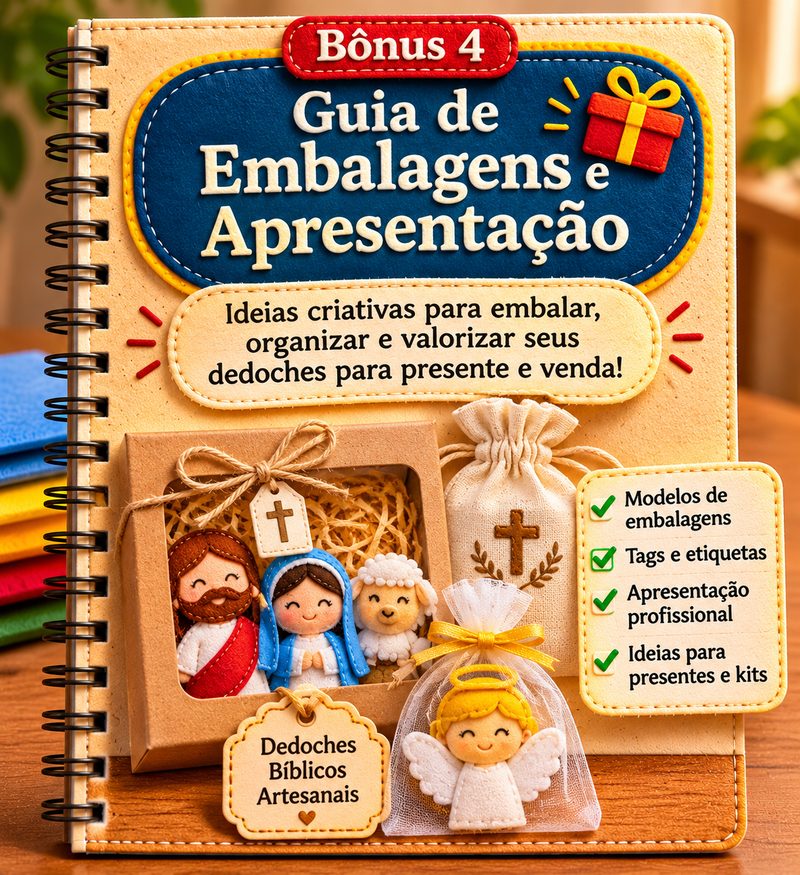 Bônus 4
Guia de
Embalagens e
Apresentação
Ideias criativas para embalar,
organizar e valorizar seus
dedoches para presente e venda!
Modelos de
embalagens
Tags e etiquetas
Apresentação
profissional
Ideias para
presentes e kits
Dedoches
Bíblicos
Artesanais